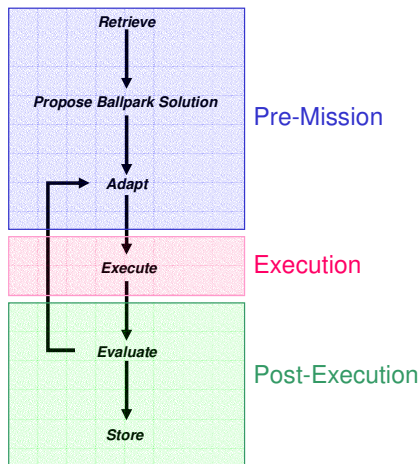 Retrieve
Propose Ballpark Solution
Pre-Mission
Adapt
Execute
Execution
Evaluate
Post-Execution
Store